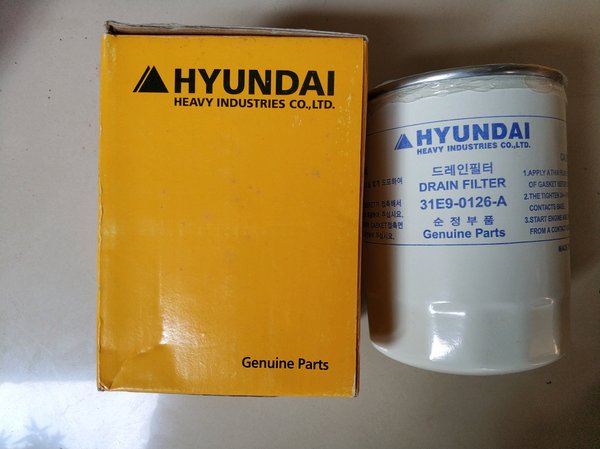 HYUNDAI
HEAVY INDUSTRIES CO.,LTD.
Genuine Parts
HYUNDAI
HEAVY INDUSTRIES CO.,LTD.
드레인필터
DRAIN FILTER
31E9-0126-A
순정부품
Genuine Parts
1.APPLY A THIN
OF GASKET
2.THE TIGHTEN
CONTACTS BASE.
3.START ENGINE AND
FROM A CONTACT
MADE